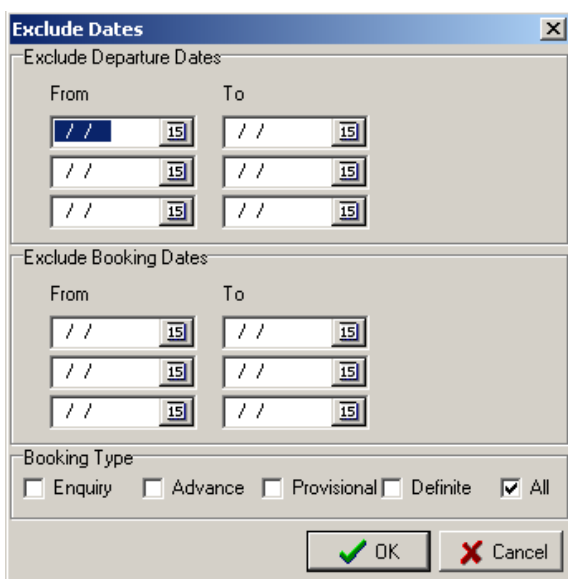 Exclude Dates
Exclude Departure Dates
From To
/ / 15 / / 15
/ / 15 / / 15
/ / 15 / / 15
Exclude Booking Dates
From To
/ / 15 / / 15
/ / 15 / / 15
/ / 15 / / 15
Booking Type
Enquiry Advance Provisional Definite All
OK Cancel